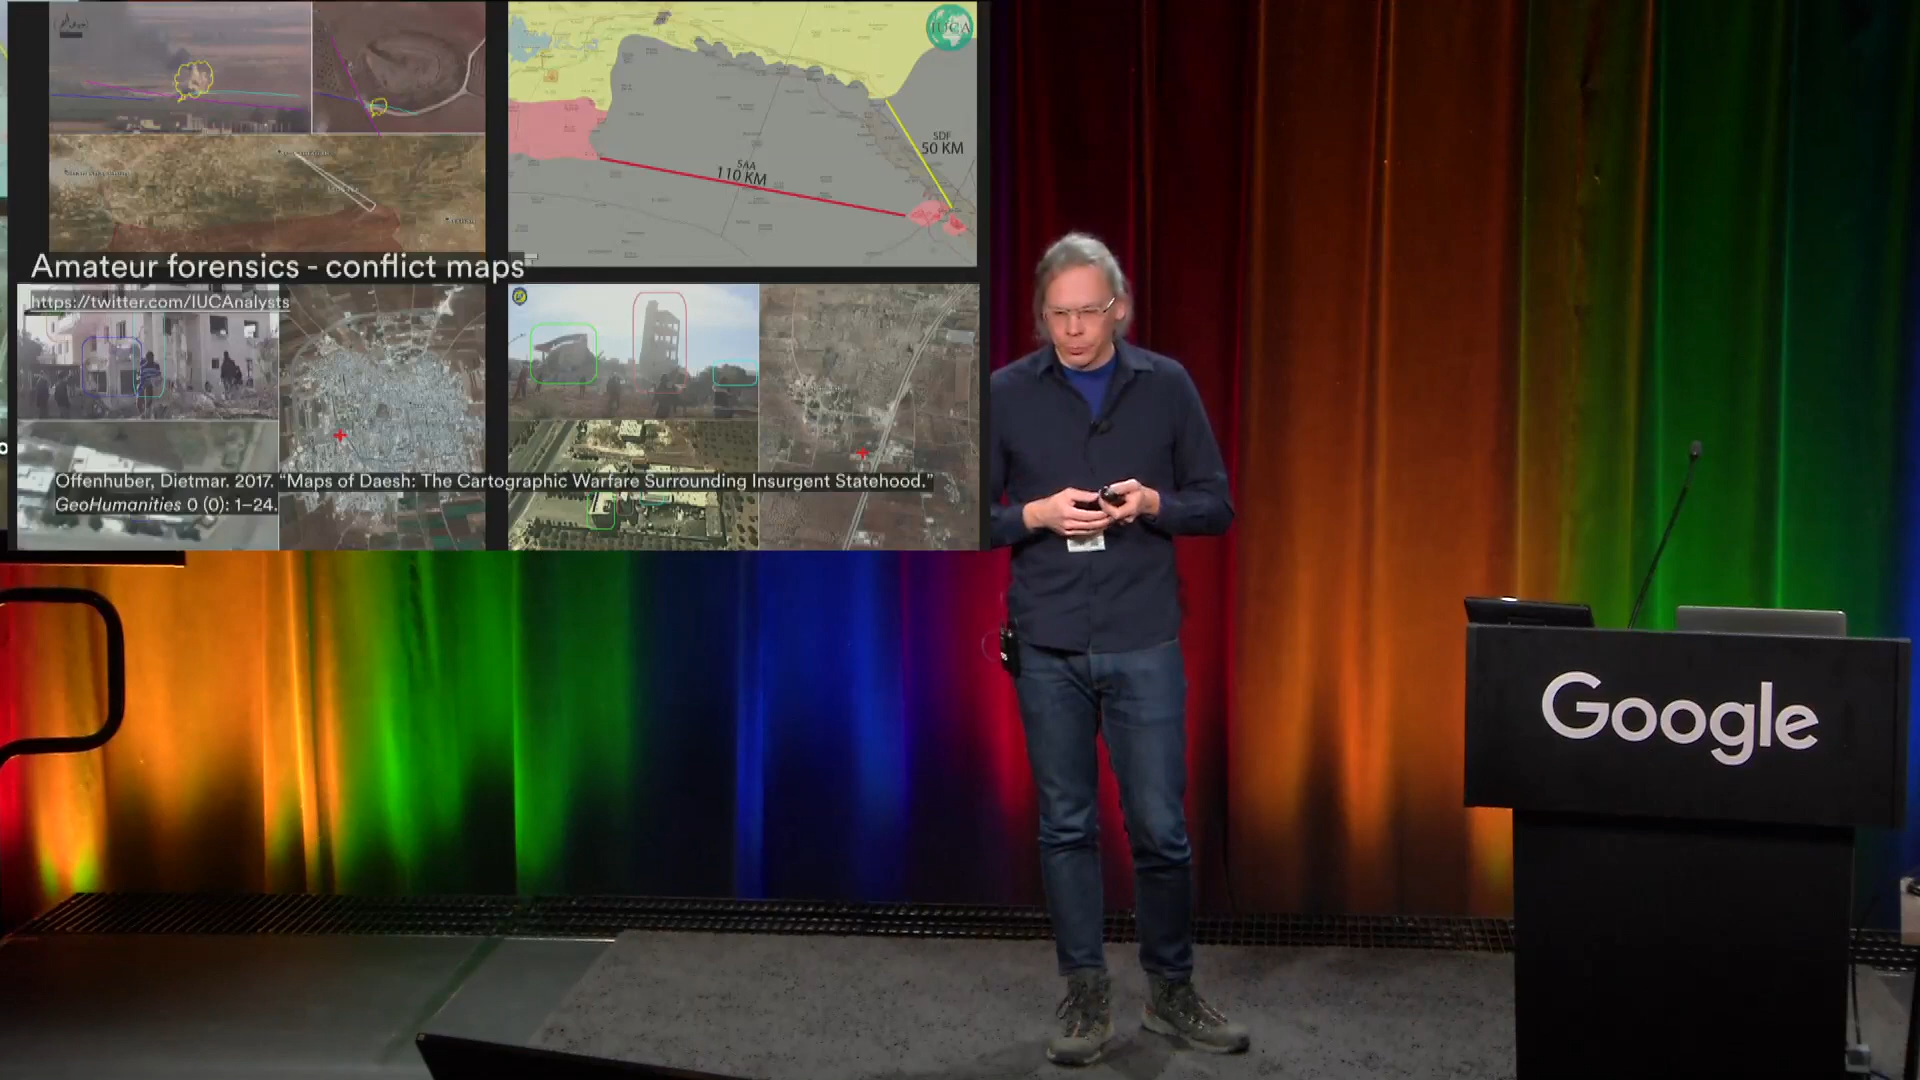 IUCA
SDF
50 KM
SAA
110 KM
Amateur forensics - conflict maps
https://twitter.com/IUCAnalysts
Offenhuber, Dietmar. 2017. “Maps of Daesh: The Cartographic Warfare Surrounding Insurgent Statehood.”
GeoHumanities 0 (0): 1–24.
Google